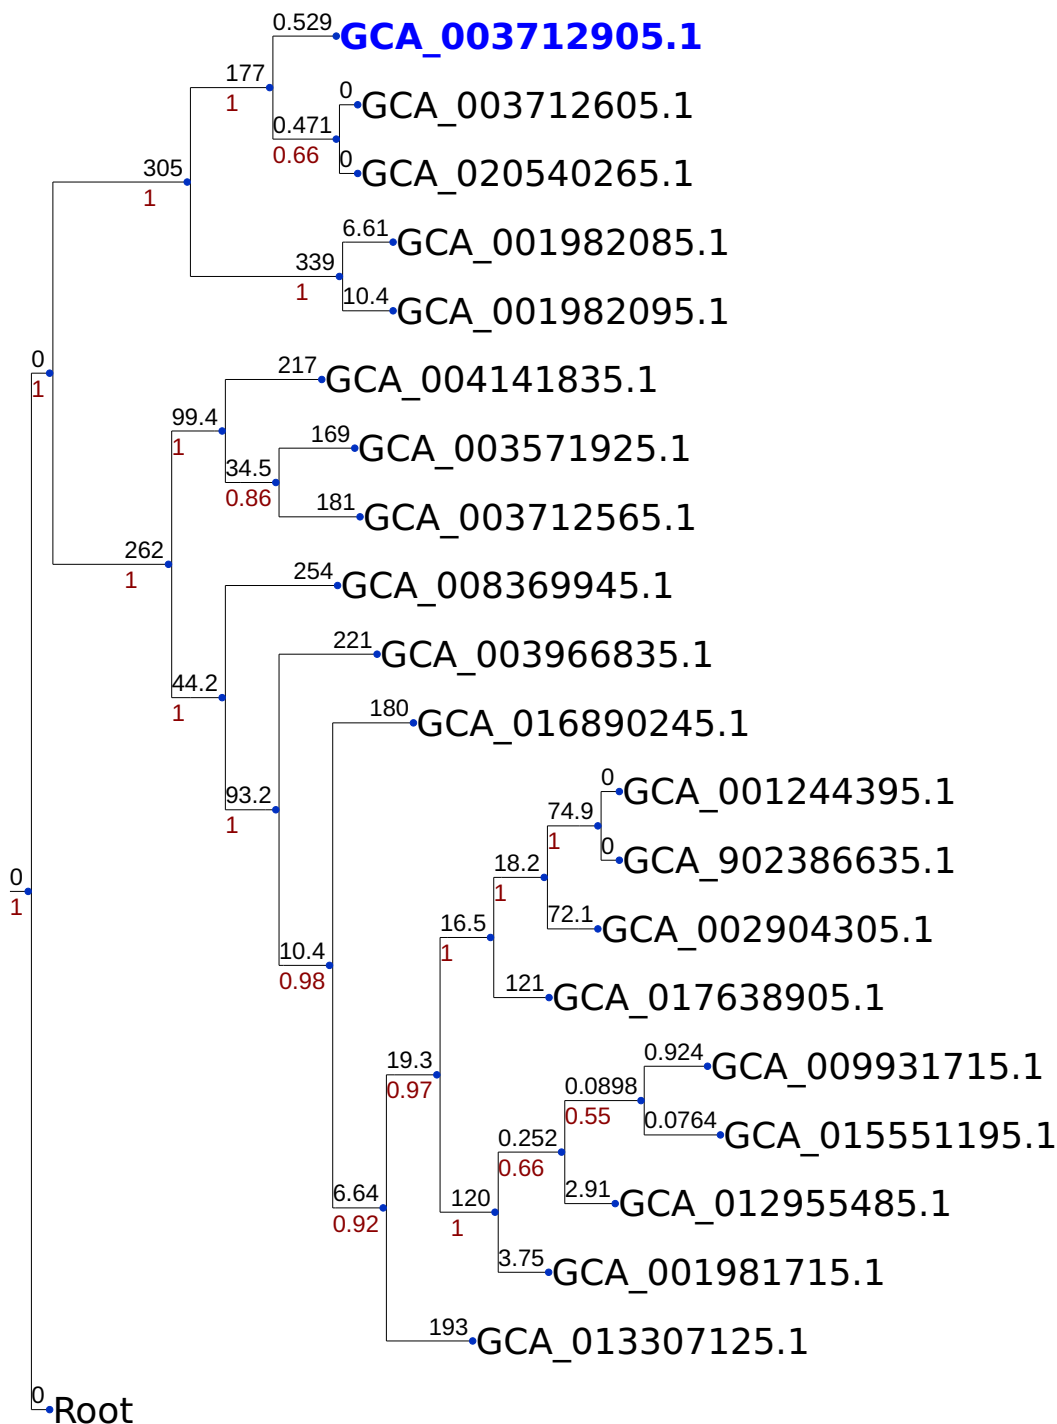 0.529
GCA_003712905.1
177
1
0
GCA_003712605.1
0.471
0.66
0
GCA_020540265.1
305
1
6.61
GCA_001982085.1
339
1
10.4
GCA_001982095.1
0
1
217
GCA_004141835.1
99.4
1
169
GCA_003571925.1
34.5
0.86
181
GCA_003712565.1
262
1
254
GCA_008369945.1
221
GCA_003966835.1
44.2
1
180
GCA_016890245.1
93.2
1
0
GCA_001244395.1
74.9
1
0
GCA_902386635.1
18.2
1
72.1
GCA_002904305.1
16.5
1
121
GCA_017638905.1
0
1
10.4
0.98
0.924
GCA_009931715.1
19.3
0.97
0.0898
0.55
0.0764
GCA_015551195.1
0.252
0.66
2.91
GCA_012955485.1
6.64
0.92
120
1
3.75
GCA_001981715.1
193
GCA_013307125.1
0
Root